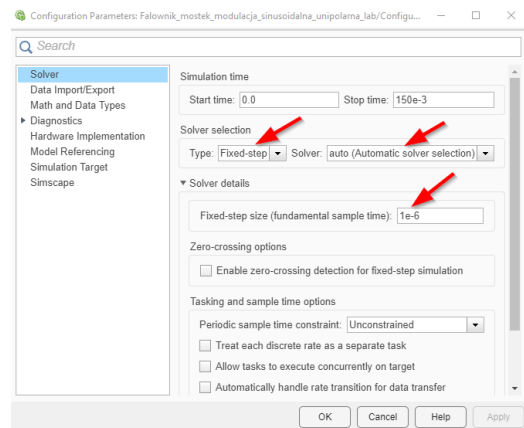 Configuration Parameters: Falownik_mostek_modulacja_sinusoidalna_unipolarna_lab/Configu...
Search
Solver
Data Import/Export
Math and Data Types
Diagnostics
Hardware Implementation
Model Referencing
Simulation Target
Simscape
Simulation time
Start time: 0.0 Stop time: 150e-3
Solver selection
Type: Fixed-step Solver: auto (Automatic solver selection)
Solver details
Fixed-step size (fundamental sample time): 1e-6
Zero-crossing options
Enable zero-crossing detection for fixed-step simulation
Tasking and sample time options
Periodic sample time constraint: Unconstrained
Treat each discrete rate as a separate task
Allow tasks to execute concurrently on target
Automatically handle rate transition for data transfer
OK Cancel Help Apply